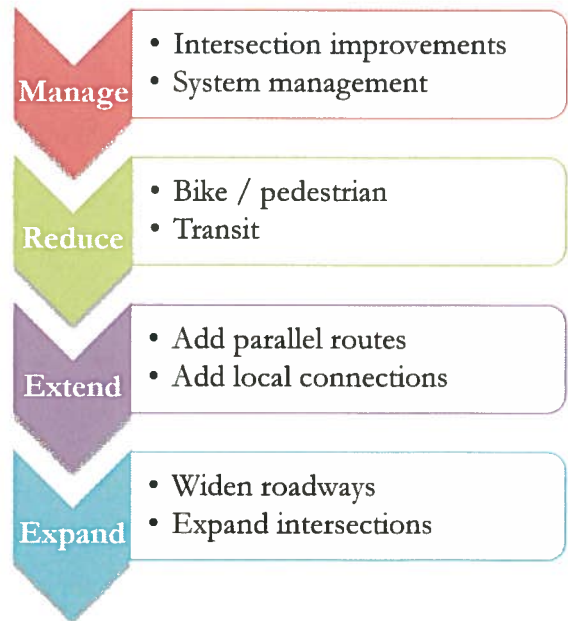 Manage
• Intersection improvements
• System management
Reduce
• Bike / pedestrian
• Transit
Extend
• Add parallel routes
• Add local connections
Expand
• Widen roadways
• Expand intersections